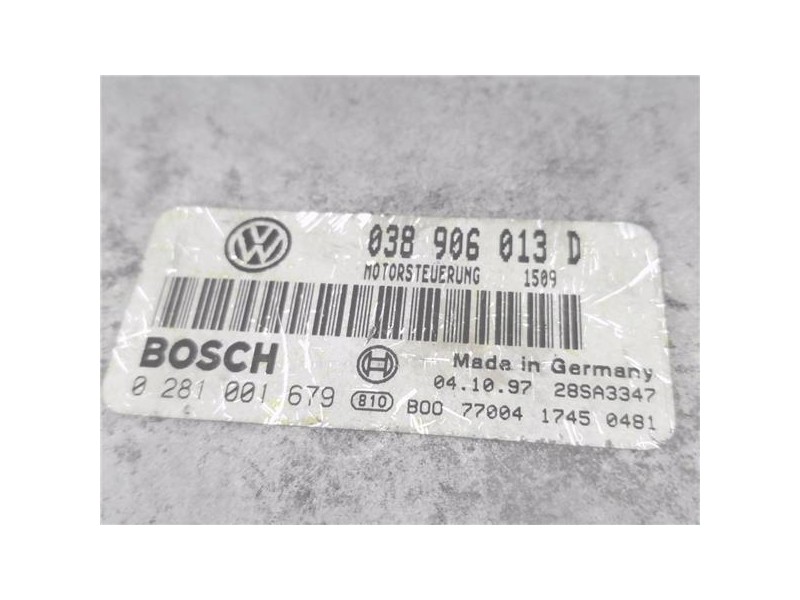 038 906 013 D
MOTORSTEUERUNG 1509
BOSCH
Made in Germany
04.10.97 28SA3347
0 281 001 679 B10 B00 77004 1745 0481